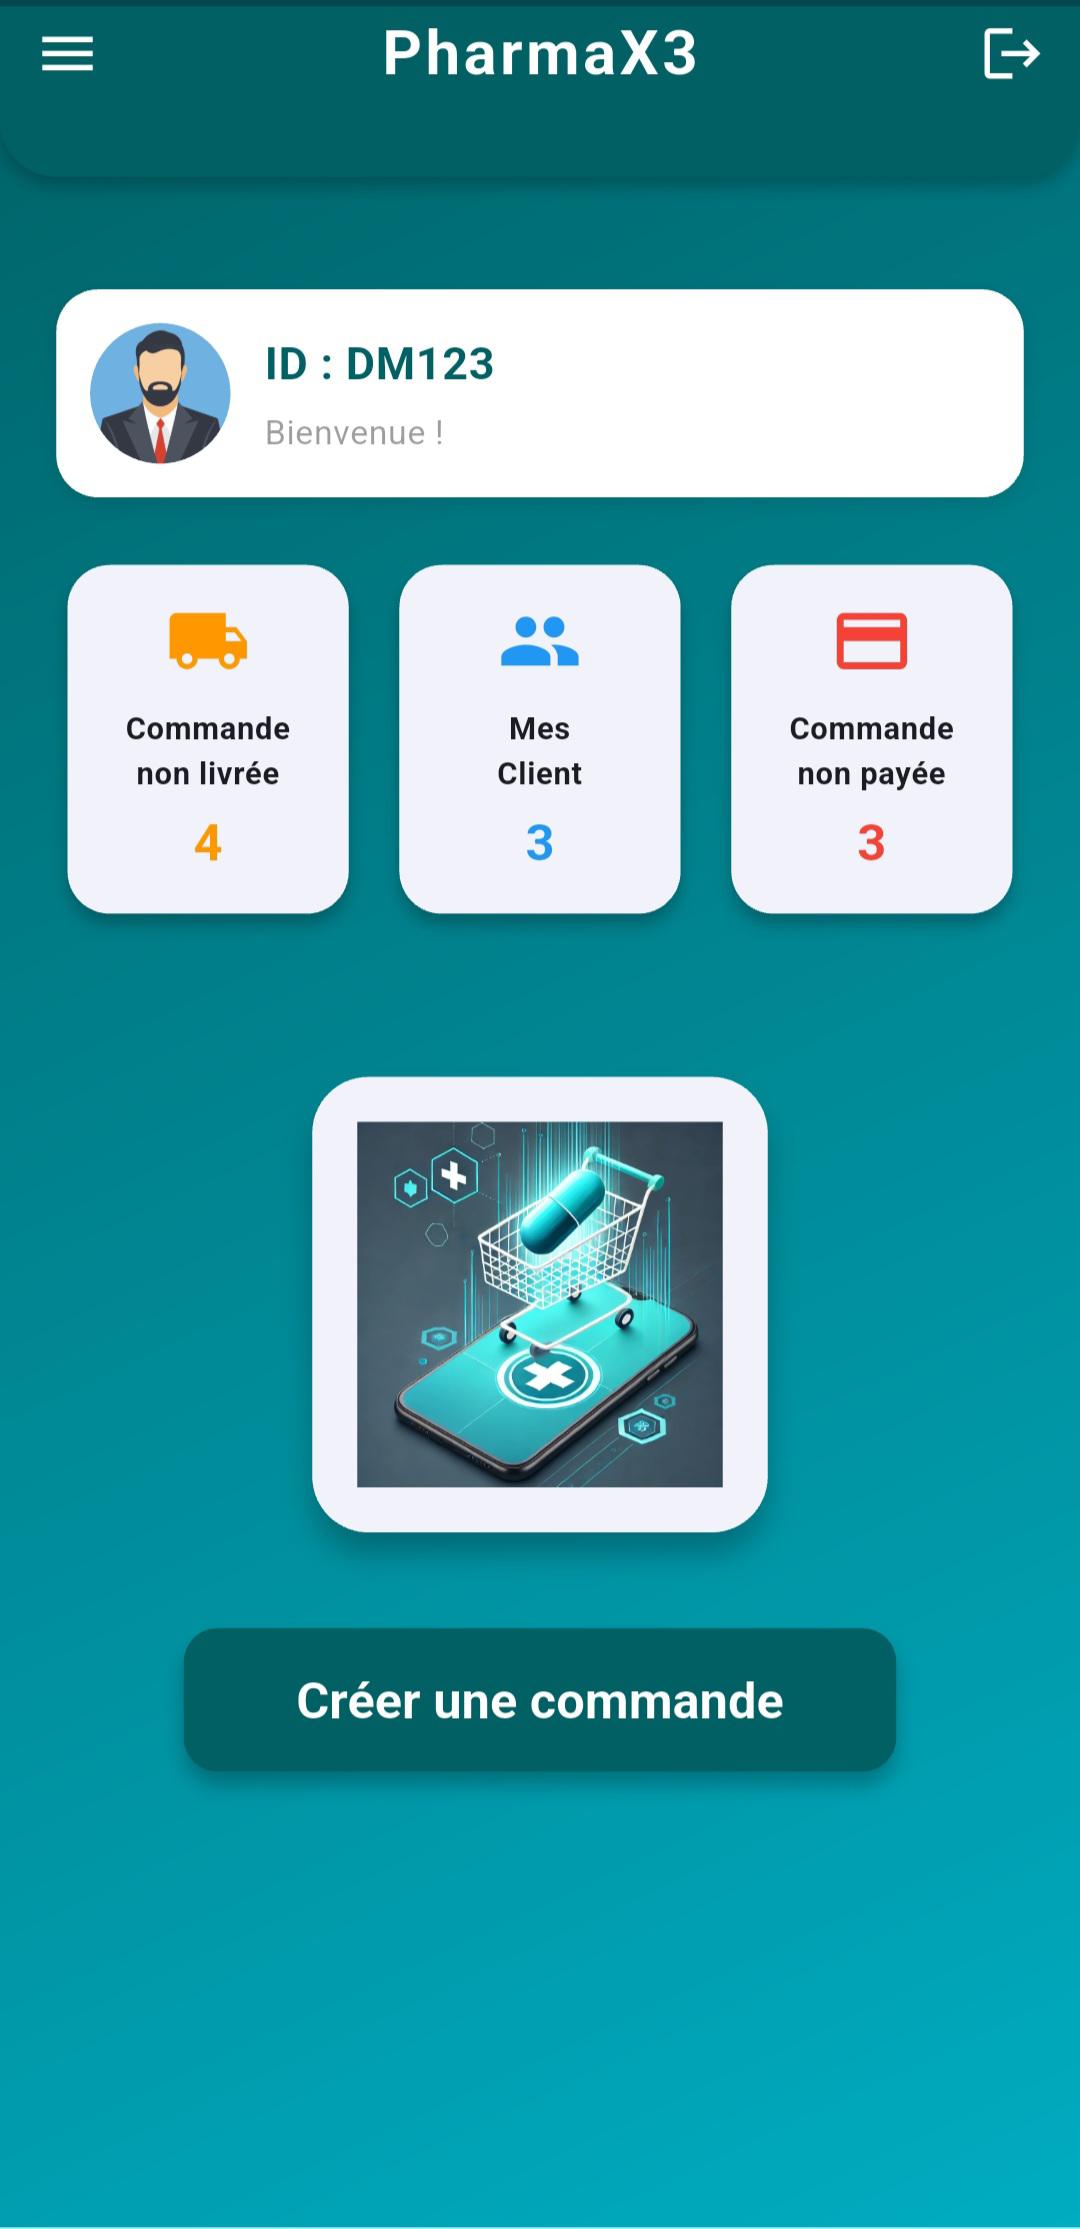 PharmaX3
ID : DM123
Bienvenue !
Commande
non livrée
4
Mes
Client
3
Commande
non payée
3
Créer une commande